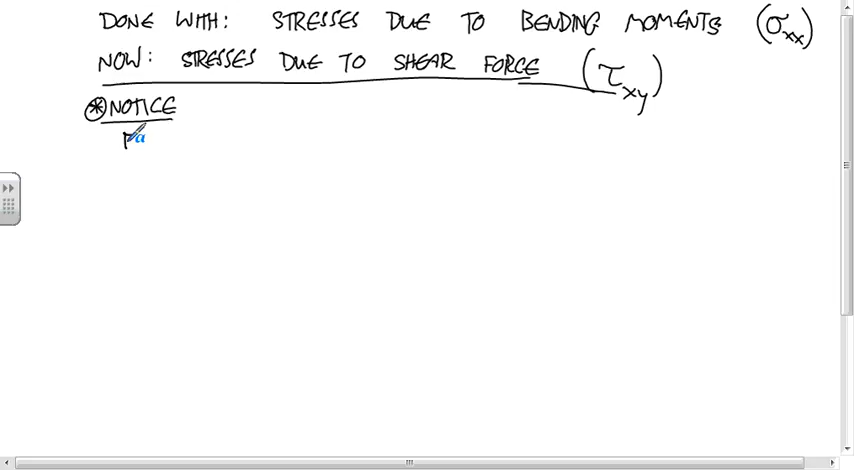 DONE WITH: STRESSES DUE TO BENDING MOMENTS (σxx)
NOW: STRESSES DUE TO SHEAR FORCE (τxy)
* NOTICE